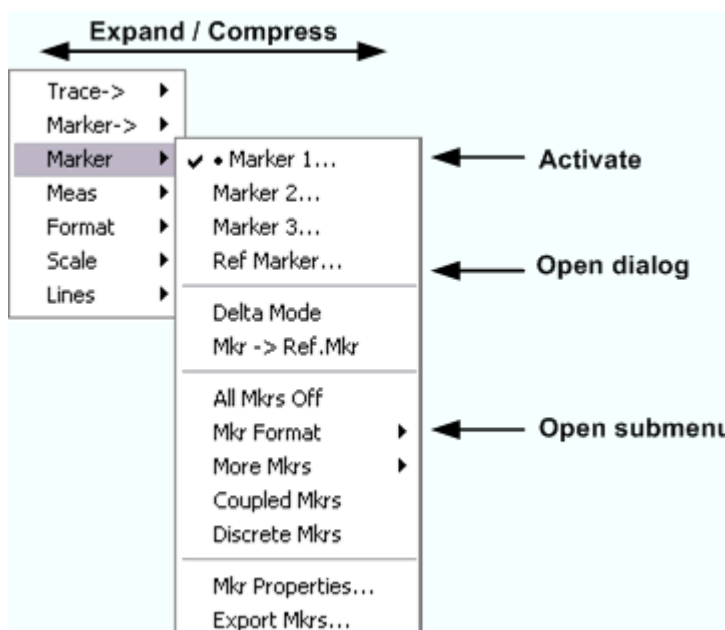 Expand / Compress
Trace->
Marker->
Marker
Meas
Format
Scale
Lines
• Marker 1...
Marker 2...
Marker 3...
Ref Marker...
Delta Mode
Mkr -> Ref.Mkr
All Mkrs Off
Mkr Format
More Mkrs
Coupled Mkrs
Discrete Mkrs
Mkr Properties...
Export Mkrs...
Activate
Open dialog
Open submenu